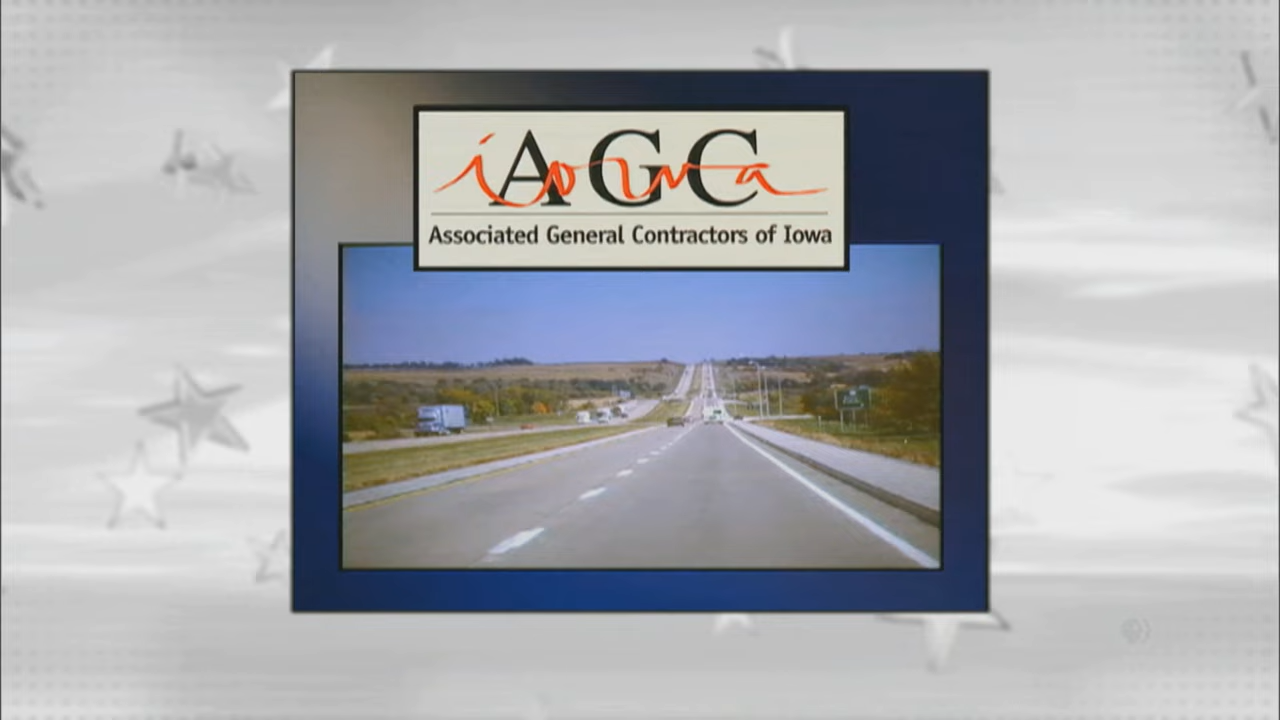 iowa
AGC
Associated General Contractors of Iowa